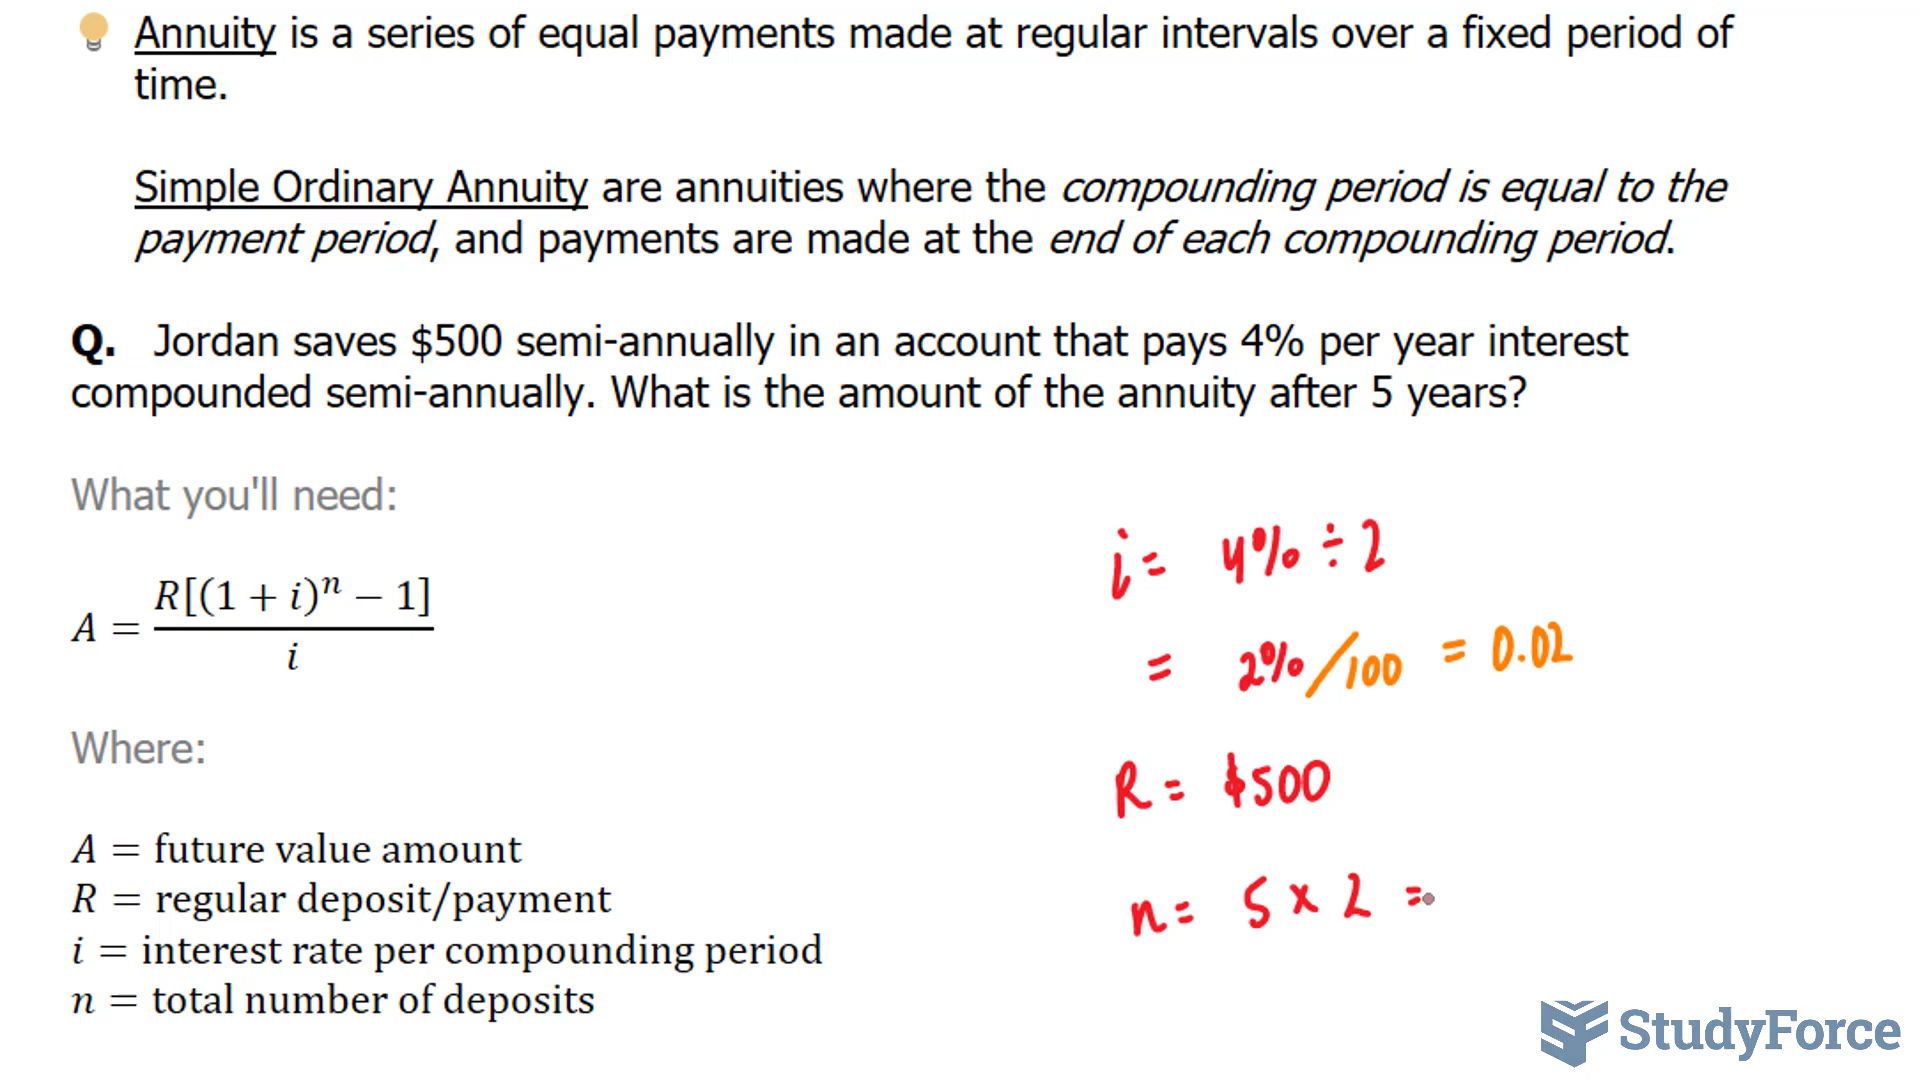 Annuity is a series of equal payments made at regular intervals over a fixed period of
time.
Simple Ordinary Annuity are annuities where the compounding period is equal to the
payment period, and payments are made at the end of each compounding period.
Q. Jordan saves $500 semi-annually in an account that pays 4% per year interest
compounded semi-annually. What is the amount of the annuity after 5 years?
What you'll need:
A = R[(1 + i)^n − 1] / i
Where:
A = future value amount
R = regular deposit/payment
i = interest rate per compounding period
n = total number of deposits
i = 4% ÷ 2
= 2%/100 = 0.02
R = $500
n = 5 × 2 =
StudyForce